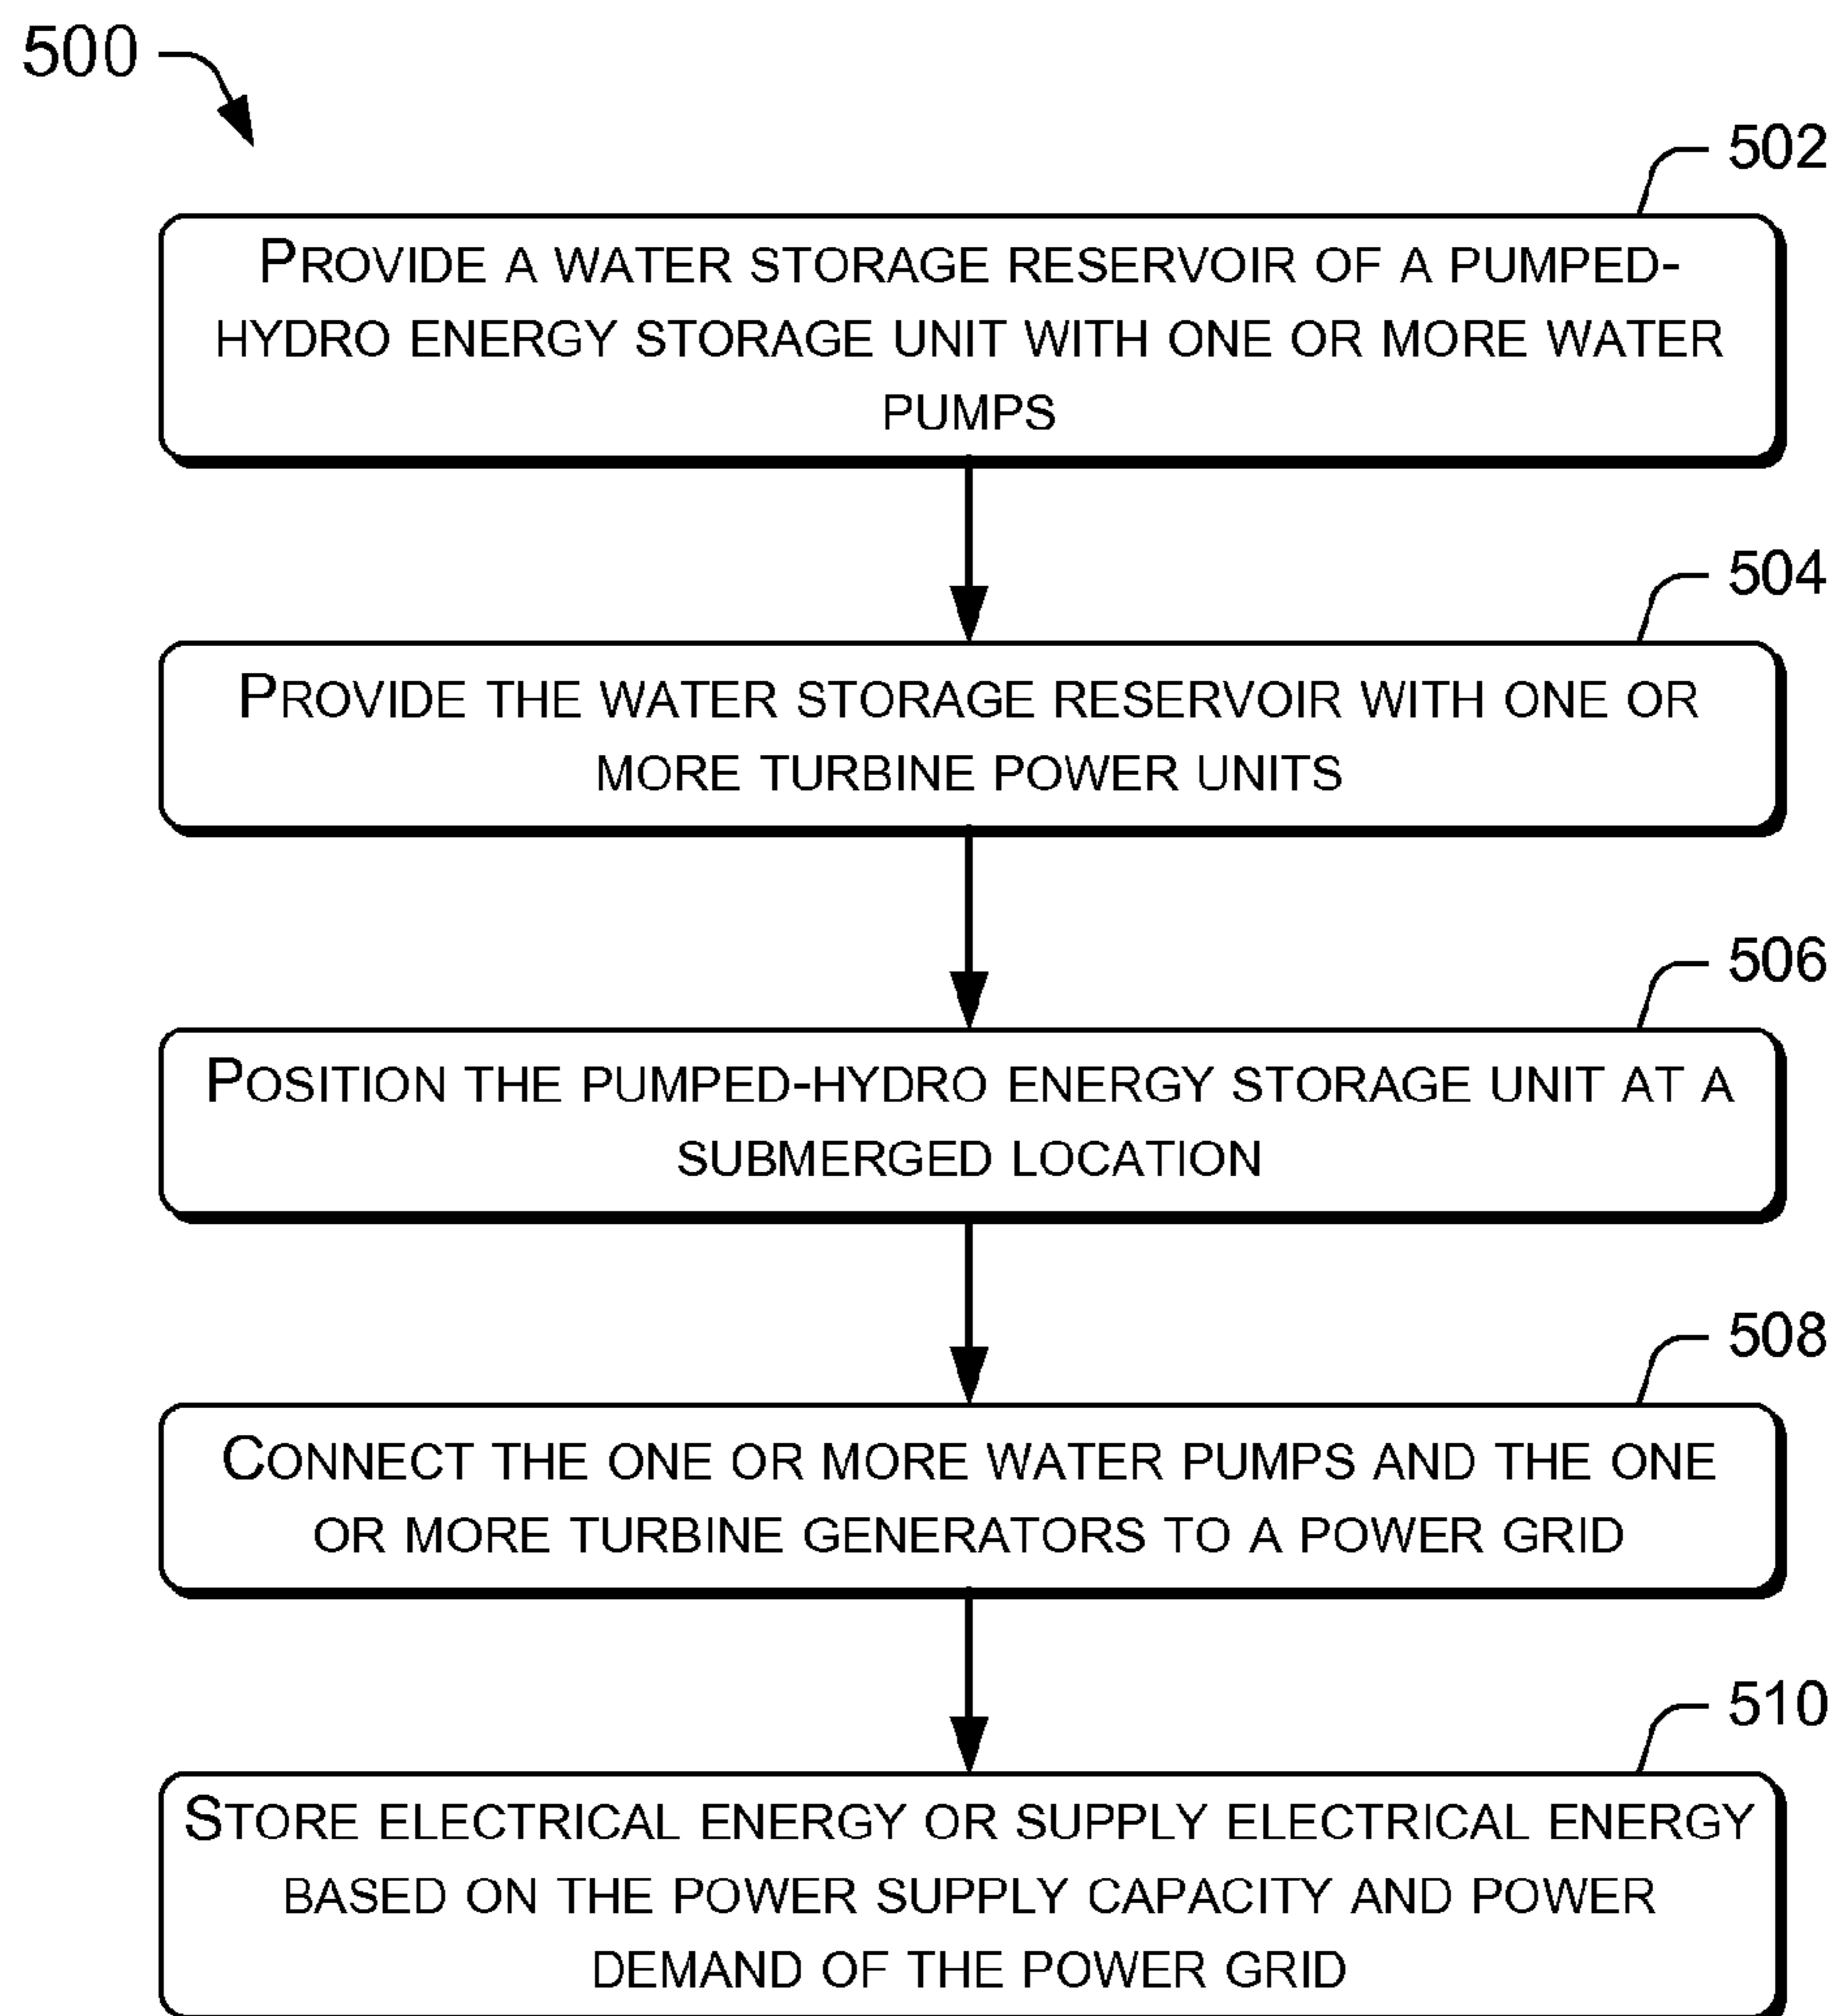 500
502
PROVIDE A WATER STORAGE RESERVOIR OF A PUMPED-
HYDRO ENERGY STORAGE UNIT WITH ONE OR MORE WATER
PUMPS
504
PROVIDE THE WATER STORAGE RESERVOIR WITH ONE OR
MORE TURBINE POWER UNITS
506
POSITION THE PUMPED-HYDRO ENERGY STORAGE UNIT AT A
SUBMERGED LOCATION
508
CONNECT THE ONE OR MORE WATER PUMPS AND THE ONE
OR MORE TURBINE GENERATORS TO A POWER GRID
510
STORE ELECTRICAL ENERGY OR SUPPLY ELECTRICAL ENERGY
BASED ON THE POWER SUPPLY CAPACITY AND POWER
DEMAND OF THE POWER GRID